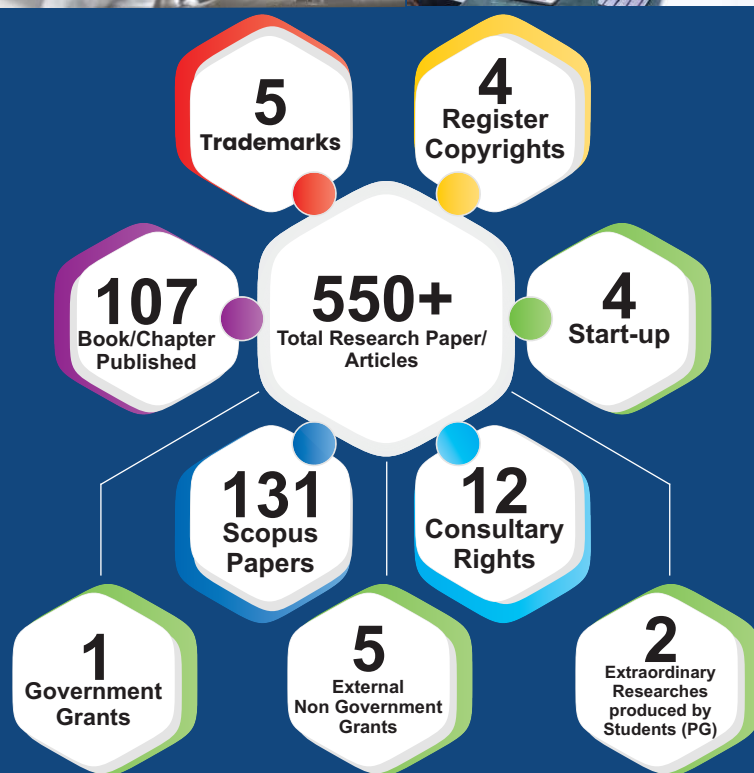 5
Trademarks
4
Register
Copyrights
107
Book/Chapter
Published
550+
Total Research Paper/
Articles
4
Start-up
131
Scopus
Papers
12
Consultary
Rights
1
Government
Grants
5
External
Non Government
Grants
2
Extraordinary
Researches
produced by
Students (PG)